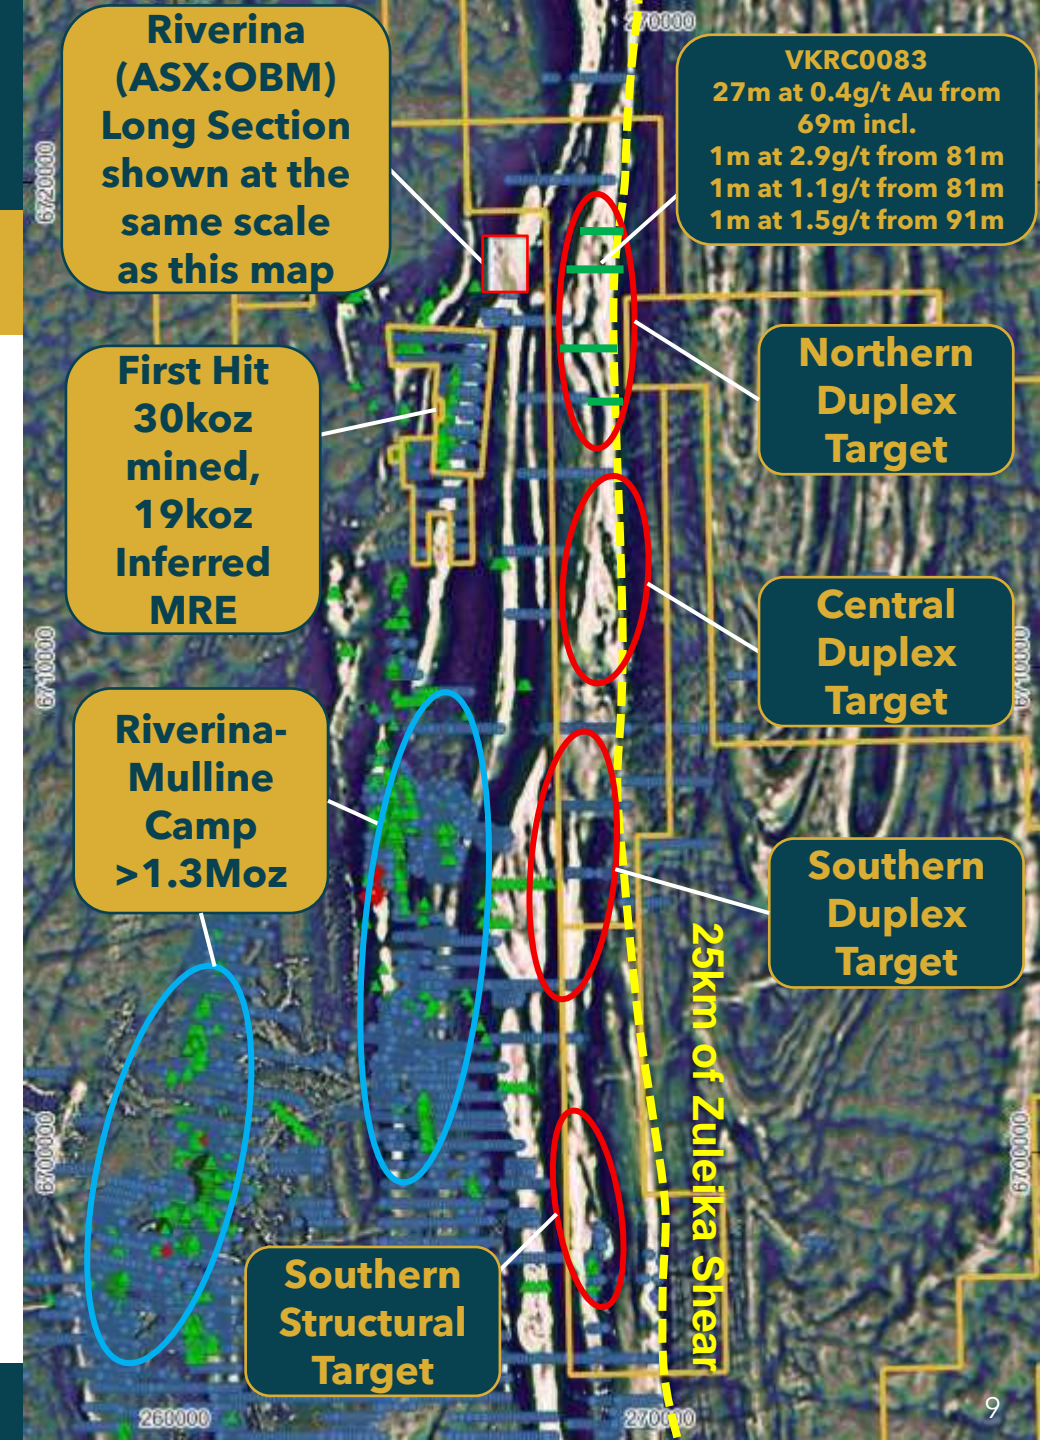 270000
Riverina
(ASX:OBM)
Long Section
shown at the
same scale
as this map
VKRC0083
27m at 0.4g/t Au from
69m incl.
1m at 2.9g/t from 81m
1m at 1.1g/t from 81m
1m at 1.5g/t from 91m
6720000
First Hit
30koz
mined,
19koz
Inferred
MRE
Northern
Duplex
Target
Central
Duplex
Target
6710000
6710000
Riverina-
Mulline
Camp
>1.3Moz
Southern
Duplex
Target
25km of Zuleika Shear
6700000
6700000
Southern
Structural
Target
260000
270000
9